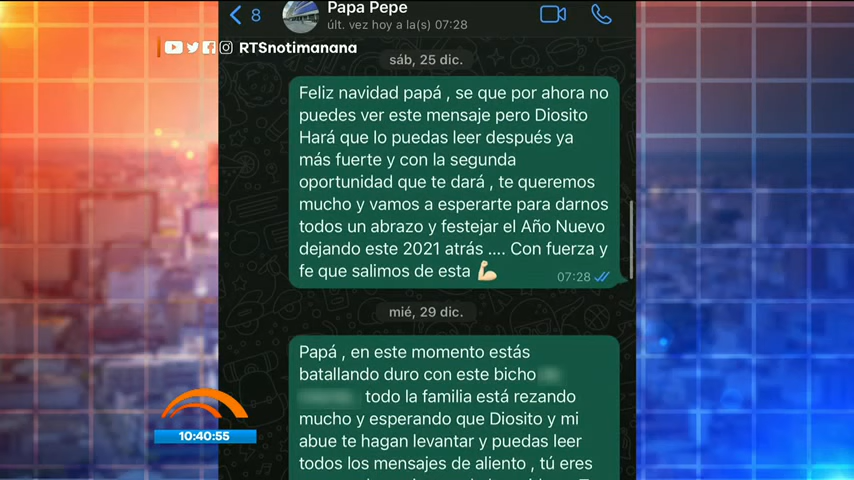 8
Papa Pepe
últ. vez hoy a la(s) 07:28
RTSnotimanana
sáb, 25 dic.
Feliz navidad papá , se que por ahora no
puedes ver este mensaje pero Diosito
Hará que lo puedas leer después ya
más fuerte y con la segunda
oportunidad que te dará , te queremos
mucho y vamos a esperarte para darnos
todos un abrazo y festejar el Año Nuevo
dejando este 2021 atrás .... Con fuerza y
fe que salimos de esta 💪🏻
07:28
mié, 29 dic.
Papá , en este momento estás
batallando duro con este bicho
todo la familia está rezando
mucho y esperando que Diosito y mi
abue te hagan levantar y puedas leer
todos los mensajes de aliento , tú eres
10:40:55